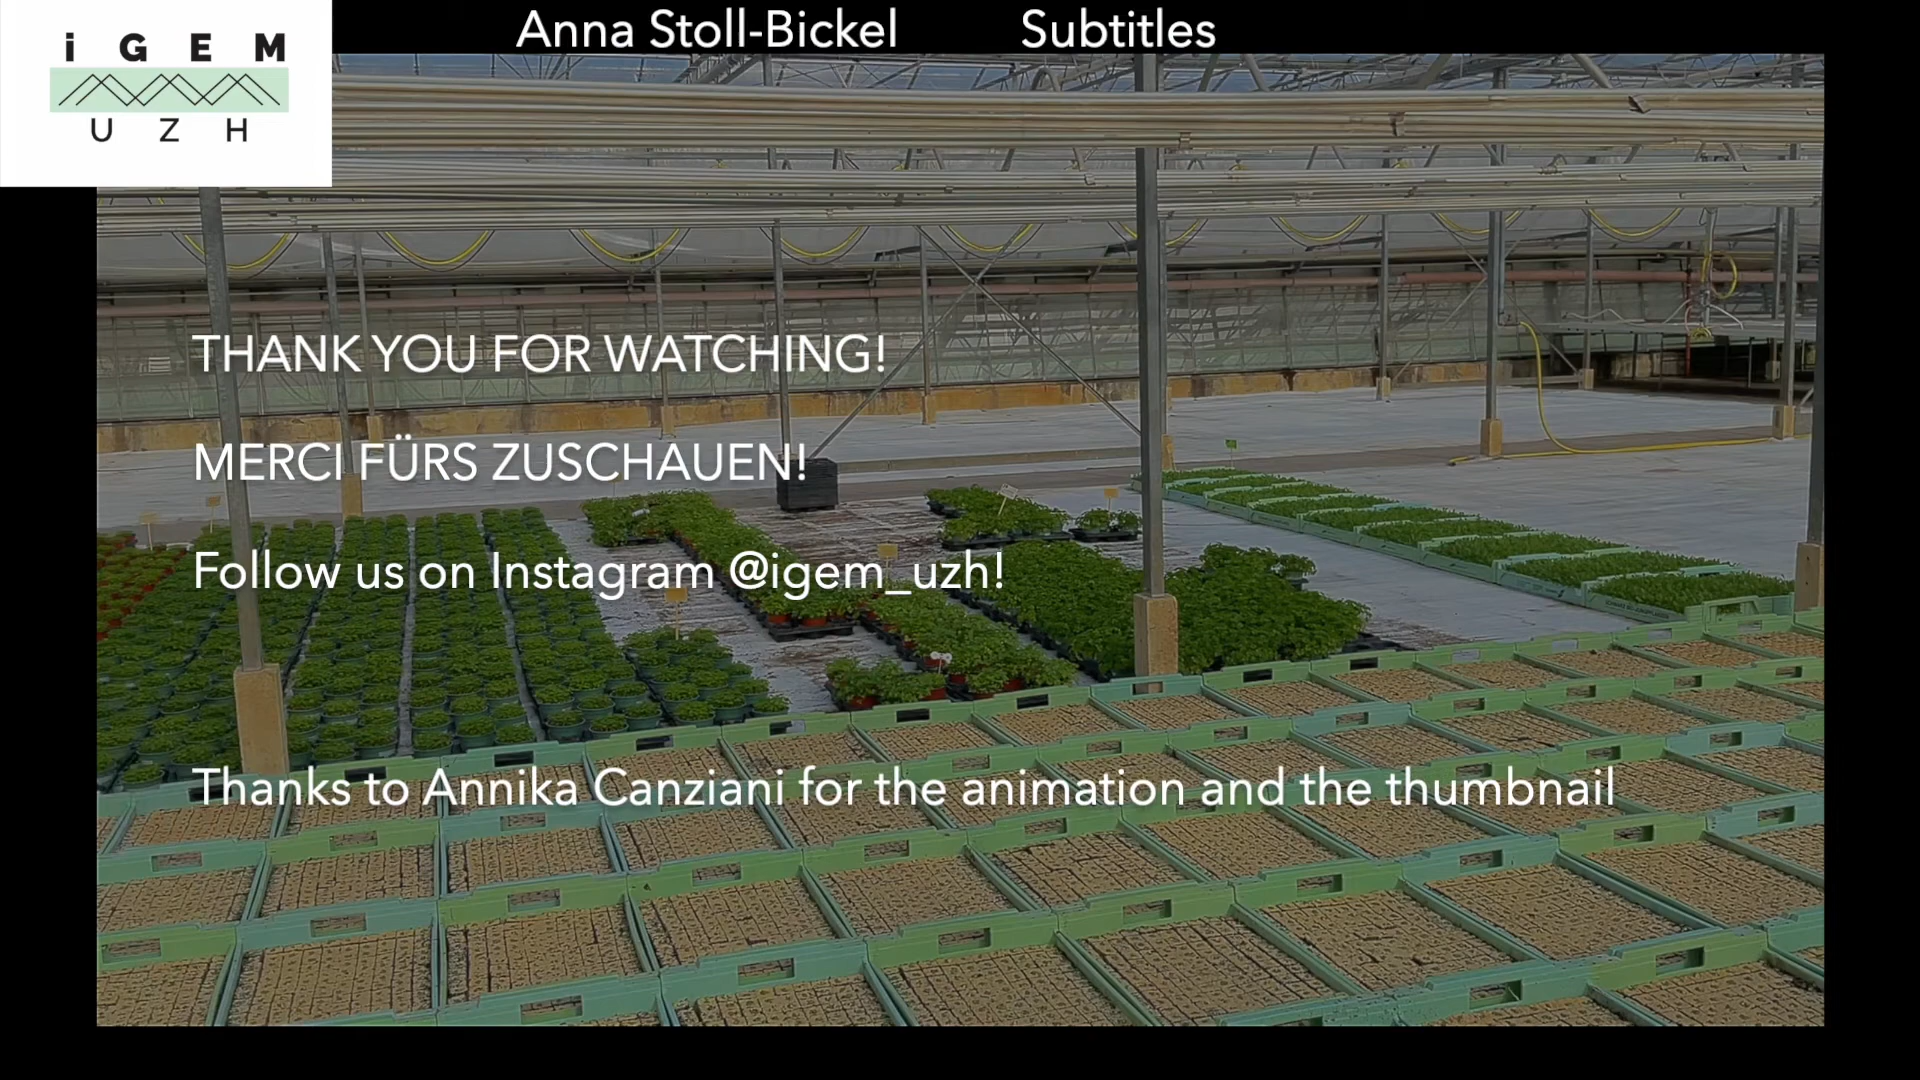 iGEM
UZH
Anna Stoll-Bickel Subtitles
THANK YOU FOR WATCHING!
MERCI FÜRS ZUSCHAUEN!
Follow us on Instagram @igem_uzh!
Thanks to Annika Canziani for the animation and the thumbnail